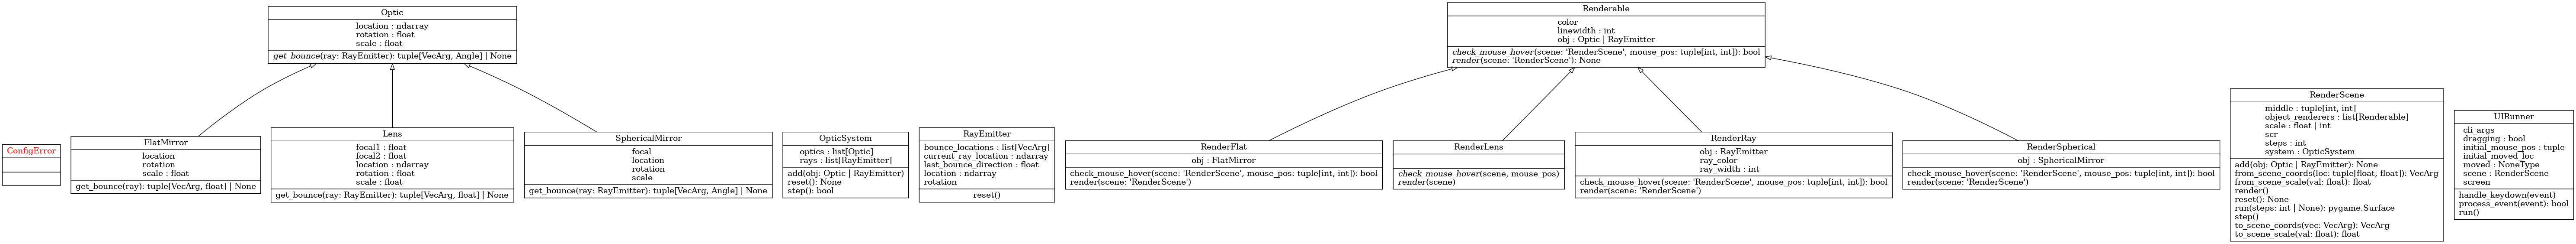 Optic
location : ndarray
rotation : float
scale : float
get_bounce(ray: RayEmitter): tuple[VecArg, Angle] | None
Renderable
color
linewidth : int
obj : Optic | RayEmitter
check_mouse_hover(scene: 'RenderScene', mouse_pos: tuple[int, int]): bool
render(scene: 'RenderScene'): None
ConfigError
FlatMirror
location
rotation
scale : float
get_bounce(ray): tuple[VecArg, float] | None
Lens
focal1 : float
focal2 : float
location : ndarray
rotation : float
scale : float
get_bounce(ray: RayEmitter): tuple[VecArg, float] | None
SphericalMirror
focal
location
rotation
scale
get_bounce(ray: RayEmitter): tuple[VecArg, Angle] | None
OpticSystem
optics : list[Optic]
rays : list[RayEmitter]
add(obj: Optic | RayEmitter)
reset(): None
step(): bool
RayEmitter
bounce_locations : list[VecArg]
current_ray_location : ndarray
last_bounce_direction : float
location : ndarray
rotation
reset()
RenderFlat
obj : FlatMirror
check_mouse_hover(scene: 'RenderScene', mouse_pos: tuple[int, int]): bool
render(scene: 'RenderScene')
RenderLens
check_mouse_hover(scene, mouse_pos)
render(scene)
RenderRay
obj : RayEmitter
ray_color
ray_width : int
check_mouse_hover(scene: 'RenderScene', mouse_pos: tuple[int, int]): bool
render(scene: 'RenderScene')
RenderSpherical
obj : SphericalMirror
check_mouse_hover(scene: 'RenderScene', mouse_pos: tuple[int, int]): bool
render(scene: 'RenderScene')
RenderScene
middle : tuple[int, int]
object_renderers : list[Renderable]
scale : float | int
scr
steps : int
system : OpticSystem
add(obj: Optic | RayEmitter): None
from_scene_coords(loc: tuple[float, float]): VecArg
from_scene_scale(val: float): float
render()
reset(): None
run(steps: int | None): pygame.Surface
step()
to_scene_coords(vec: VecArg): VecArg
to_scene_scale(val: float): float
UIRunner
cli_args
dragging : bool
initial_mouse_pos : tuple
initial_moved_loc
moved : NoneType
scene : RenderScene
screen
handle_keydown(event)
process_event(event): bool
run()